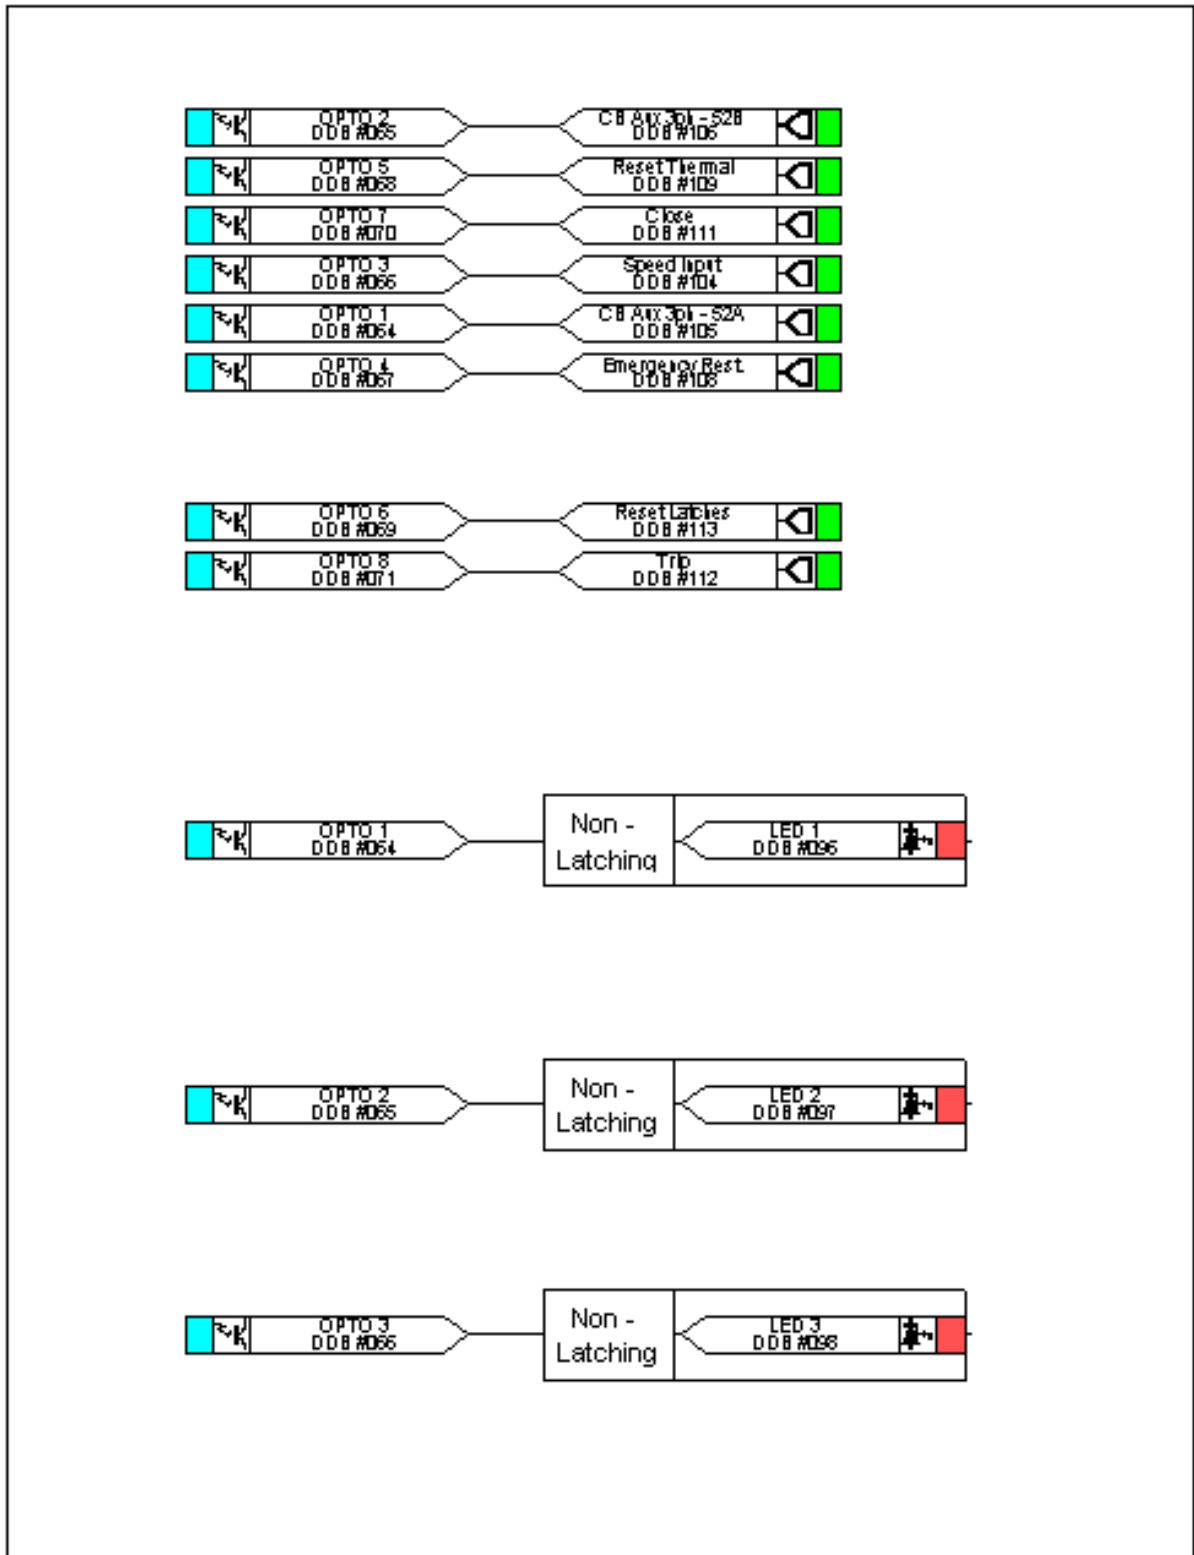 OPTO 2
DDB #065
CB Aux 3ph - 52B
DDB #106
OPTO 5
DDB #068
Reset Thermal
DDB #109
OPTO 7
DDB #070
Close
DDB #111
OPTO 3
DDB #066
Speed Input
DDB #104
OPTO 1
DDB #064
CB Aux 3ph - 52A
DDB #105
OPTO 4
DDB #067
Emergency Rest.
DDB #108
OPTO 6
DDB #069
Reset Latches
DDB #113
OPTO 8
DDB #071
Trip
DDB #112
OPTO 1
DDB #064
Non -
Latching
LED 1
DDB #096
OPTO 2
DDB #065
Non -
Latching
LED 2
DDB #097
OPTO 3
DDB #066
Non -
Latching
LED 3
DDB #098